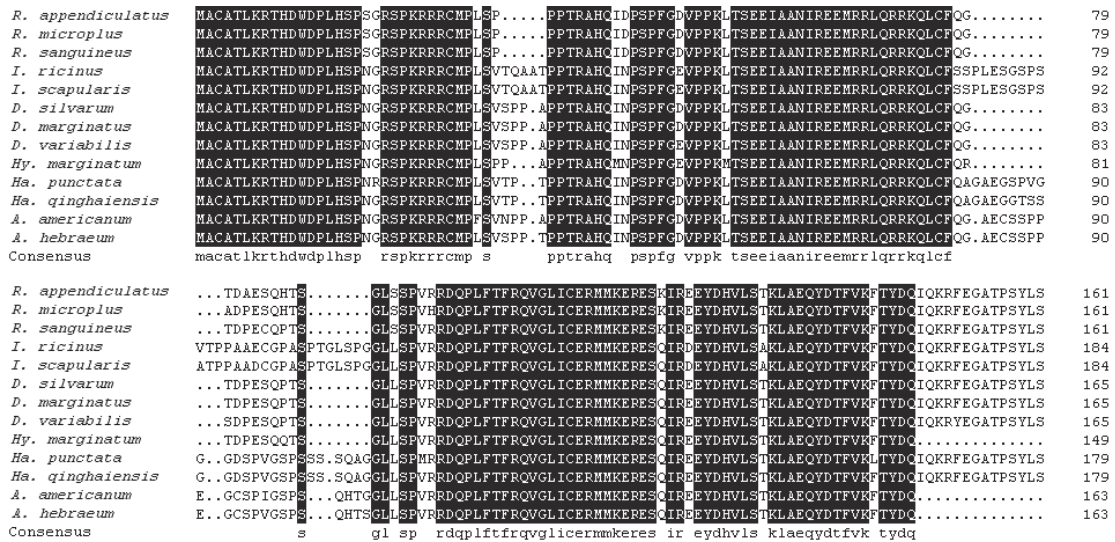 R. appendiculatus MACATLKRTHDWDPLHSPSGRSPKRRRCMPLSP.....PPTRAHQIDPSPFGDVPPKLTSEEIAANIREEMRRLQRRKQLCFQG........ 79
R. microplus MACATLKRTHDWDPLHSPNGRSPKRRRCMPLSP.....PPTRAHQIDPSPFGDVPPKLTSEEIAANIREEMRRLQRRKQLCFQG........ 79
R. sanguineus MACATLKRTHDWDPLHSPNGRSPKRRRCMPLSP.....PPTRAHQIDPSPFGDVPPKLTSEEIAANIREEMRRLQRRKQLCFQG........ 79
I. ricinus MACATLKRTHDWDPLHSPNGRSPKRRRCMPLSVTQAATPPTRAHQINPSPFGEVPPKLTSEEIAANIREEMRRLQRRKQLCFSSPLESGSPS 92
I. scapularis MACATLKRTHDWDPLHSPNGRSPKRRRCMPLSVTQAATPPTRAHQINPSPFGEVPPKLTSEEIAANIREEMRRLQRRKQLCFSSPLESGSPS 92
D. silvarum MACATLKRTHDWDPLHSPNGRSPKRRRCMPLSVSPP.APPTRAHQINPSPFGDVPPKLTSEEIAANIREEMRRLQRRKQLCFQG........ 83
D. marginatus MACATLKRTHDWDPLHSPNGRSPKRRRCMPLSVSPP.APPTRAHQINPSPFGDVPPKLTSEEIAANIREEMRRLQRRKQLCFQG........ 83
D. variabilis MACATLKRTHDWDPLHSPNGRSPKRRRCMPLSVSPP.APPTRAHQINPSPFGDVPPKLTSEEIAANIREEMRRLQRRKQLCFQG........ 83
Hy. marginatum MACATLKRTHDWDPLHSPNGRSPKRRRCMPLSPP...APPTRAHQMNPSPFGEVPPKMTSEEIAANIREEMRRLQRRKQLCFQR........ 81
Ha. punctata MACATLKRTHDWDPLHSPNRRSPKRRRCMPLSVTP..TPPTRAHQINPSPFGDVPPKLTSEEIAANIREEMRRLQRRKQLCFQAGAEGSPVG 90
Ha. qinghaiensis MACATLKRTHDWDPLHSPNRRSPKRRRCMPLSVTP..TPPTRAHQINPSPFGDVPPKLTSEEIAANIREEMRRLQRRKQLCFQAGAEGGTSS 90
A. americanum MACATLKRTHDWDPLHSPNGRSPKRRRCMPFSVNPP.APPTRAHQINPSPFGDVPPKLTSEEIAANIREEMRRLQRRKQLCFQG.AECSSPP 90
A. hebraeum MACATLKRTHDWDPLHSPNGRSPKRRRCMPLSVSPP.TPPTRAHQINPSPFGDVPPKLTSEEIAANIREEMRRLQRRKQLCFQG.AECSSPP 90
Consensus macatlkrthdwdplhsp rspkrrrcmp s pptrahq pspfg vppk tseeiaanireemrrlqrrkqlcf
R. appendiculatus ...TDAESQHTS.......GLSSPVRRDQPLFTFRQVGLICERMMKERESKIREEYDHVLSTKLAEQYDTFVKFTYDQIQKRFEGATPSYLS 161
R. microplus ...ADPESQHTS.......GLSSPVHRDQPLFTFRQVGLICERMMKERESKIREEYDHVLSTKLAEQYDTFVKFTYDQIQKRFEGATPSYLS 161
R. sanguineus ...TDPECQPTS.......GLSSPVRRDQPLFTFRQVGLICERMMKERESKIREEYDHVLSTKLAEQYDTFVKFTYDQIQKRFEGATPSYLS 161
I. ricinus VTPPAAECGPASPTGLSPGGLLSPVRRDQPLFTFRQVGLICERMMKERESQIRDEYDHVLSAKLAEQYDTFVKFTYDQIQKRFEGATPSYLS 184
I. scapularis ATPPAADCGPASPTGLSPGGLLSPVRRDQPLFTFRQVGLICERMMKERESQIRDEYDHVLSAKLAEQYDTFVKFTYDQIQKRFEGATPSYLS 184
D. silvarum ...TDPESQPTS.......GLLSPVRRDQPLFTFRQVGLICERMMKERESQIREEYDHVLSTKLAEQYDTFVKFTYDQIQKRFEGATPSYLS 165
D. marginatus ...TDPESQPTS.......GLLSPVRRDQPLFTFRQVGLICERMMKERESQIREEYDHVLSTKLAEQYDTFVKFTYDQIQKRFEGATPSYLS 165
D. variabilis ...SDPESQPTS.......GLLSPVRRDQPLFTFRQVGLICERMMKERESQIREEYDHVLSTKLAEQYDTFVKFTYDQIQKRYEGATPSYLS 165
Hy. marginatum ...TDPESQQTS.......GLLSPVRRDQPLFTFRQVGLICERMMKERESQIREEYDHVLSTKLAEQYDTFVKFTYDQ.............. 149
Ha. punctata G..GDSPVGSPSSSS.SQAGGLLSPMRRDQPLFTFRQVGLICERMMKERESQIREEYDHVLSTKLAEQYDTFVKLTYDQIQKRFEGATPSYLS 179
Ha. qinghaiensis G..GDSPVGSPSSSS.SQAGGLLSPVRRDQPLFTFRQVGLICERMMKERESQIREEYDHVLSTKLAEQYDTFVKFTYDQIQKRFEGATPSYLS 179
A. americanum E..GCSPIGSPS...QHTGGLLSPVRRDQPLFTFRQVGLICERMMKERESQIREEYDHVLSTKLAEQYDTFVKFTYDQ.............. 163
A. hebraeum E..GCSPVGSPS...QHTSGLLSPVRRDQPLFTFRQVGLICERMMKERESQIREEYDHVLSTKLAEQYDTFVKFTYDQ.............. 163
Consensus s gl sp rdqplftfrqvglicermmkeres ir eydhvls klaeqydtfvk tydq